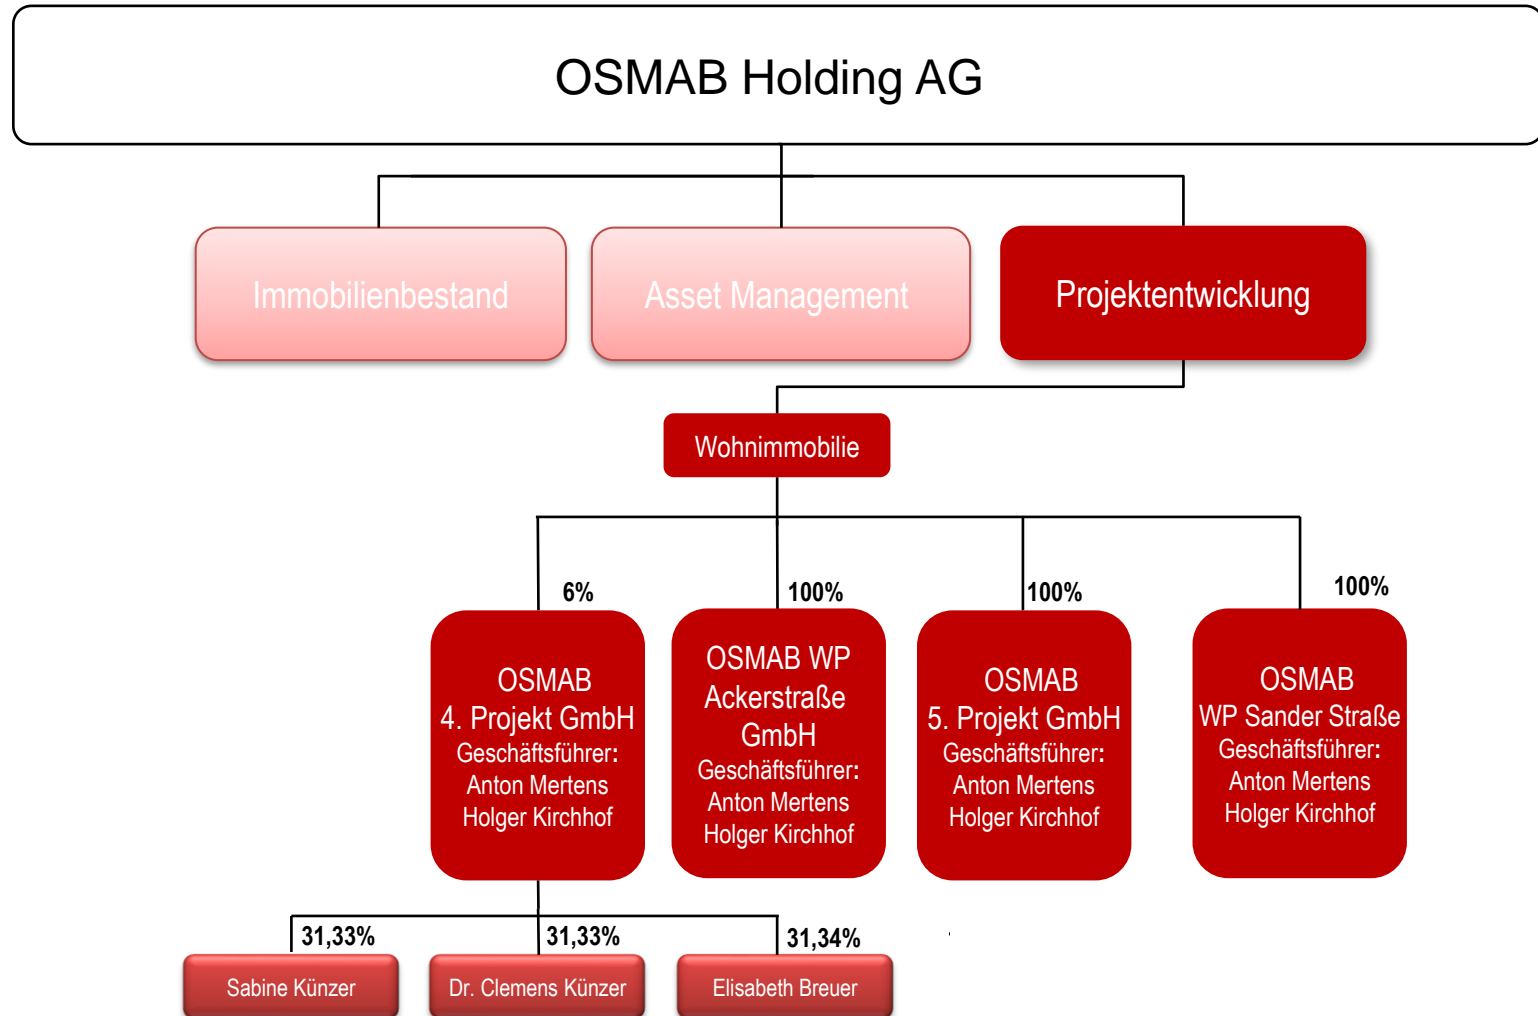 OSMAB Holding AG
Immobilienbestand
Asset Management
Projektentwicklung
Wohnimmobilie
6%
100%
100%
100%
OSMAB
4. Projekt GmbH
Geschäftsführer:
Anton Mertens
Holger Kirchhof
OSMAB WP
Ackerstraße
GmbH
Geschäftsführer:
Anton Mertens
Holger Kirchhof
OSMAB
5. Projekt GmbH
Geschäftsführer:
Anton Mertens
Holger Kirchhof
OSMAB
WP Sander Straße
Geschäftsführer:
Anton Mertens
Holger Kirchhof
31,33%
31,33%
31,34%
Sabine Künzer
Dr. Clemens Künzer
Elisabeth Breuer